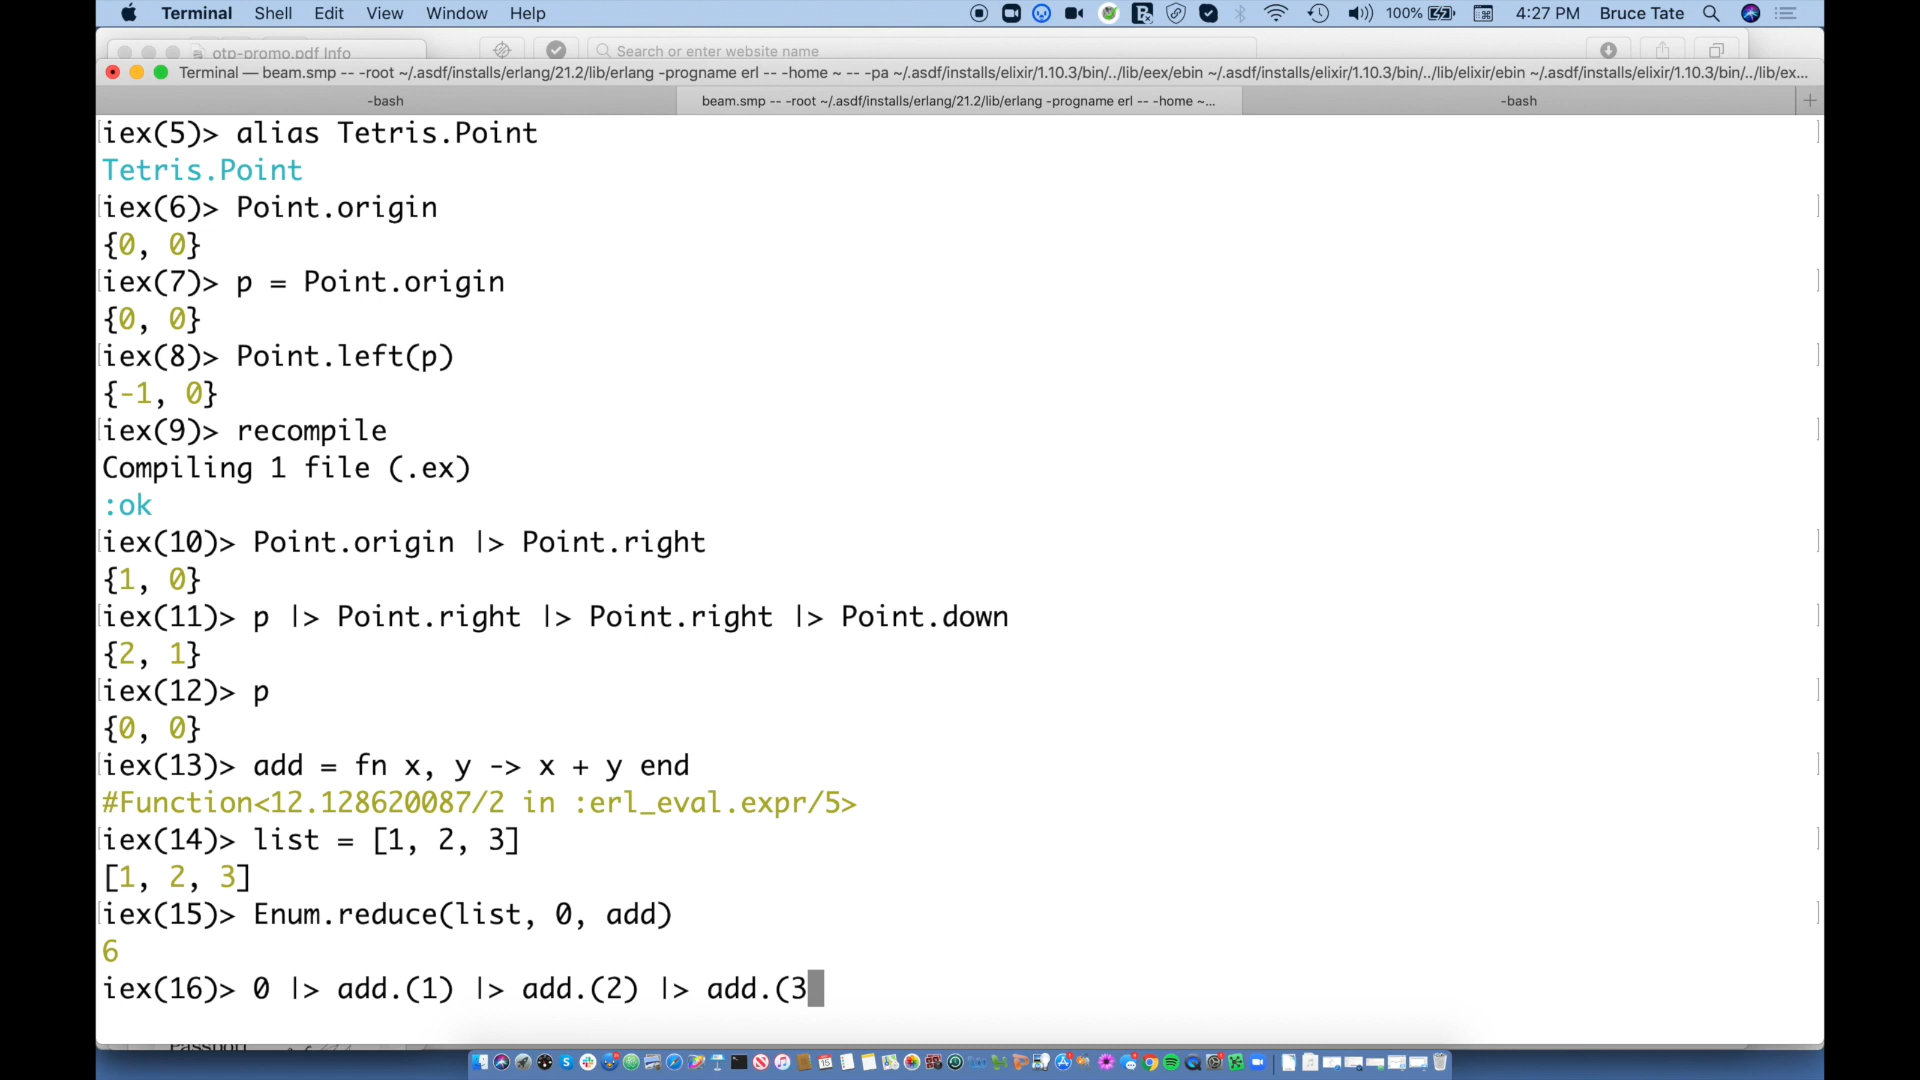 Terminal Shell Edit View Window Help 100% 4:27 PM Bruce Tate
otp-promo.pdf Info Search or enter website name
Terminal — beam.smp -- -root ~/.asdf/installs/erlang/21.2/lib/erlang -progname erl -- -home ~ -- -pa ~/.asdf/installs/elixir/1.10.3/bin/../lib/eex/ebin ~/.asdf/installs/elixir/1.10.3/bin/../lib/elixir/ebin ~/.asdf/installs/elixir/1.10.3/bin/../lib/ex...
-bash beam.smp -- -root ~/.asdf/installs/erlang/21.2/lib/erlang -progname erl -- -home ~... -bash
iex(5)> alias Tetris.Point
Tetris.Point
iex(6)> Point.origin
{0, 0}
iex(7)> p = Point.origin
{0, 0}
iex(8)> Point.left(p)
{-1, 0}
iex(9)> recompile
Compiling 1 file (.ex)
:ok
iex(10)> Point.origin |> Point.right
{1, 0}
iex(11)> p |> Point.right |> Point.right |> Point.down
{2, 1}
iex(12)> p
{0, 0}
iex(13)> add = fn x, y -> x + y end
#Function<12.128620087/2 in :erl_eval.expr/5>
iex(14)> list = [1, 2, 3]
[1, 2, 3]
iex(15)> Enum.reduce(list, 0, add)
6
iex(16)> 0 |> add.(1) |> add.(2) |> add.(3
Passport